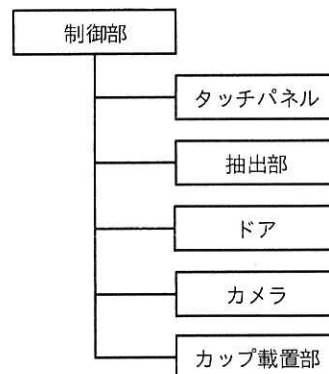 制御部
タッチパネル
抽出部
ドア
カメラ
カップ載置部